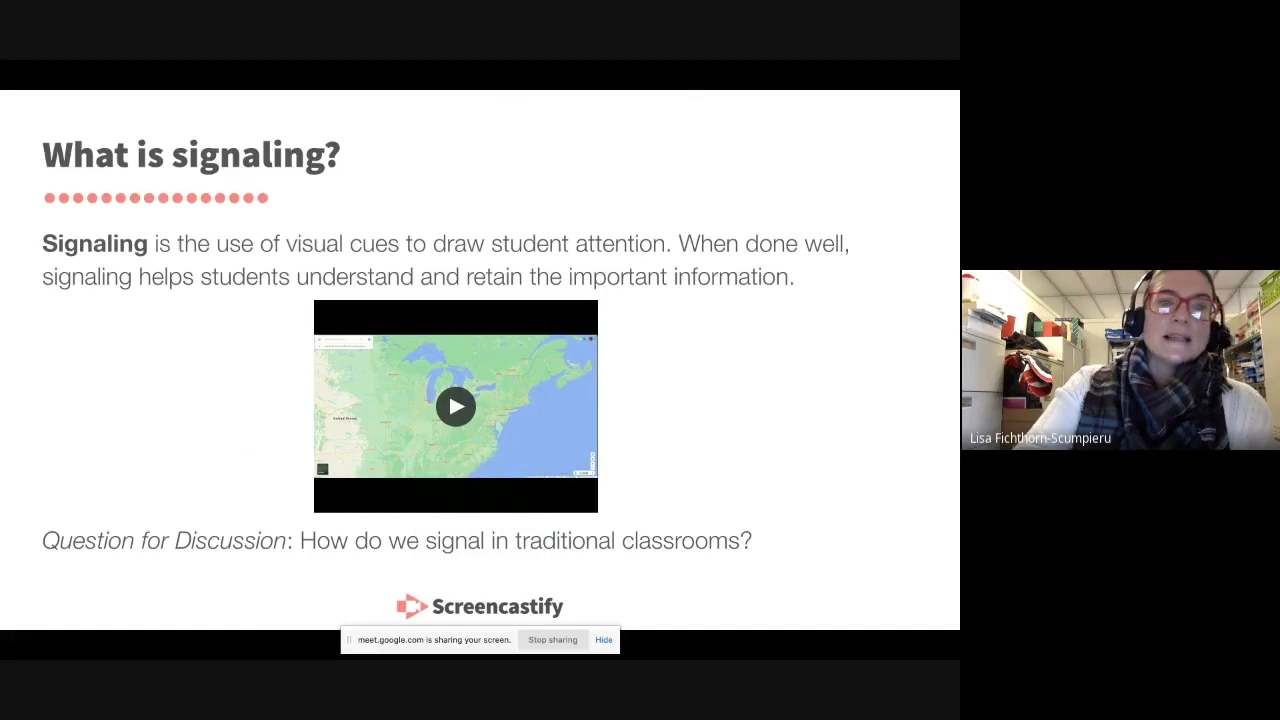 What is signaling?
Signaling is the use of visual cues to draw student attention. When done well,
signaling helps students understand and retain the important information.
United States
Question for Discussion: How do we signal in traditional classrooms?
Screencastify
meet.google.com is sharing your screen. Stop sharing Hide
Lisa Fichthorn-Scumpieru